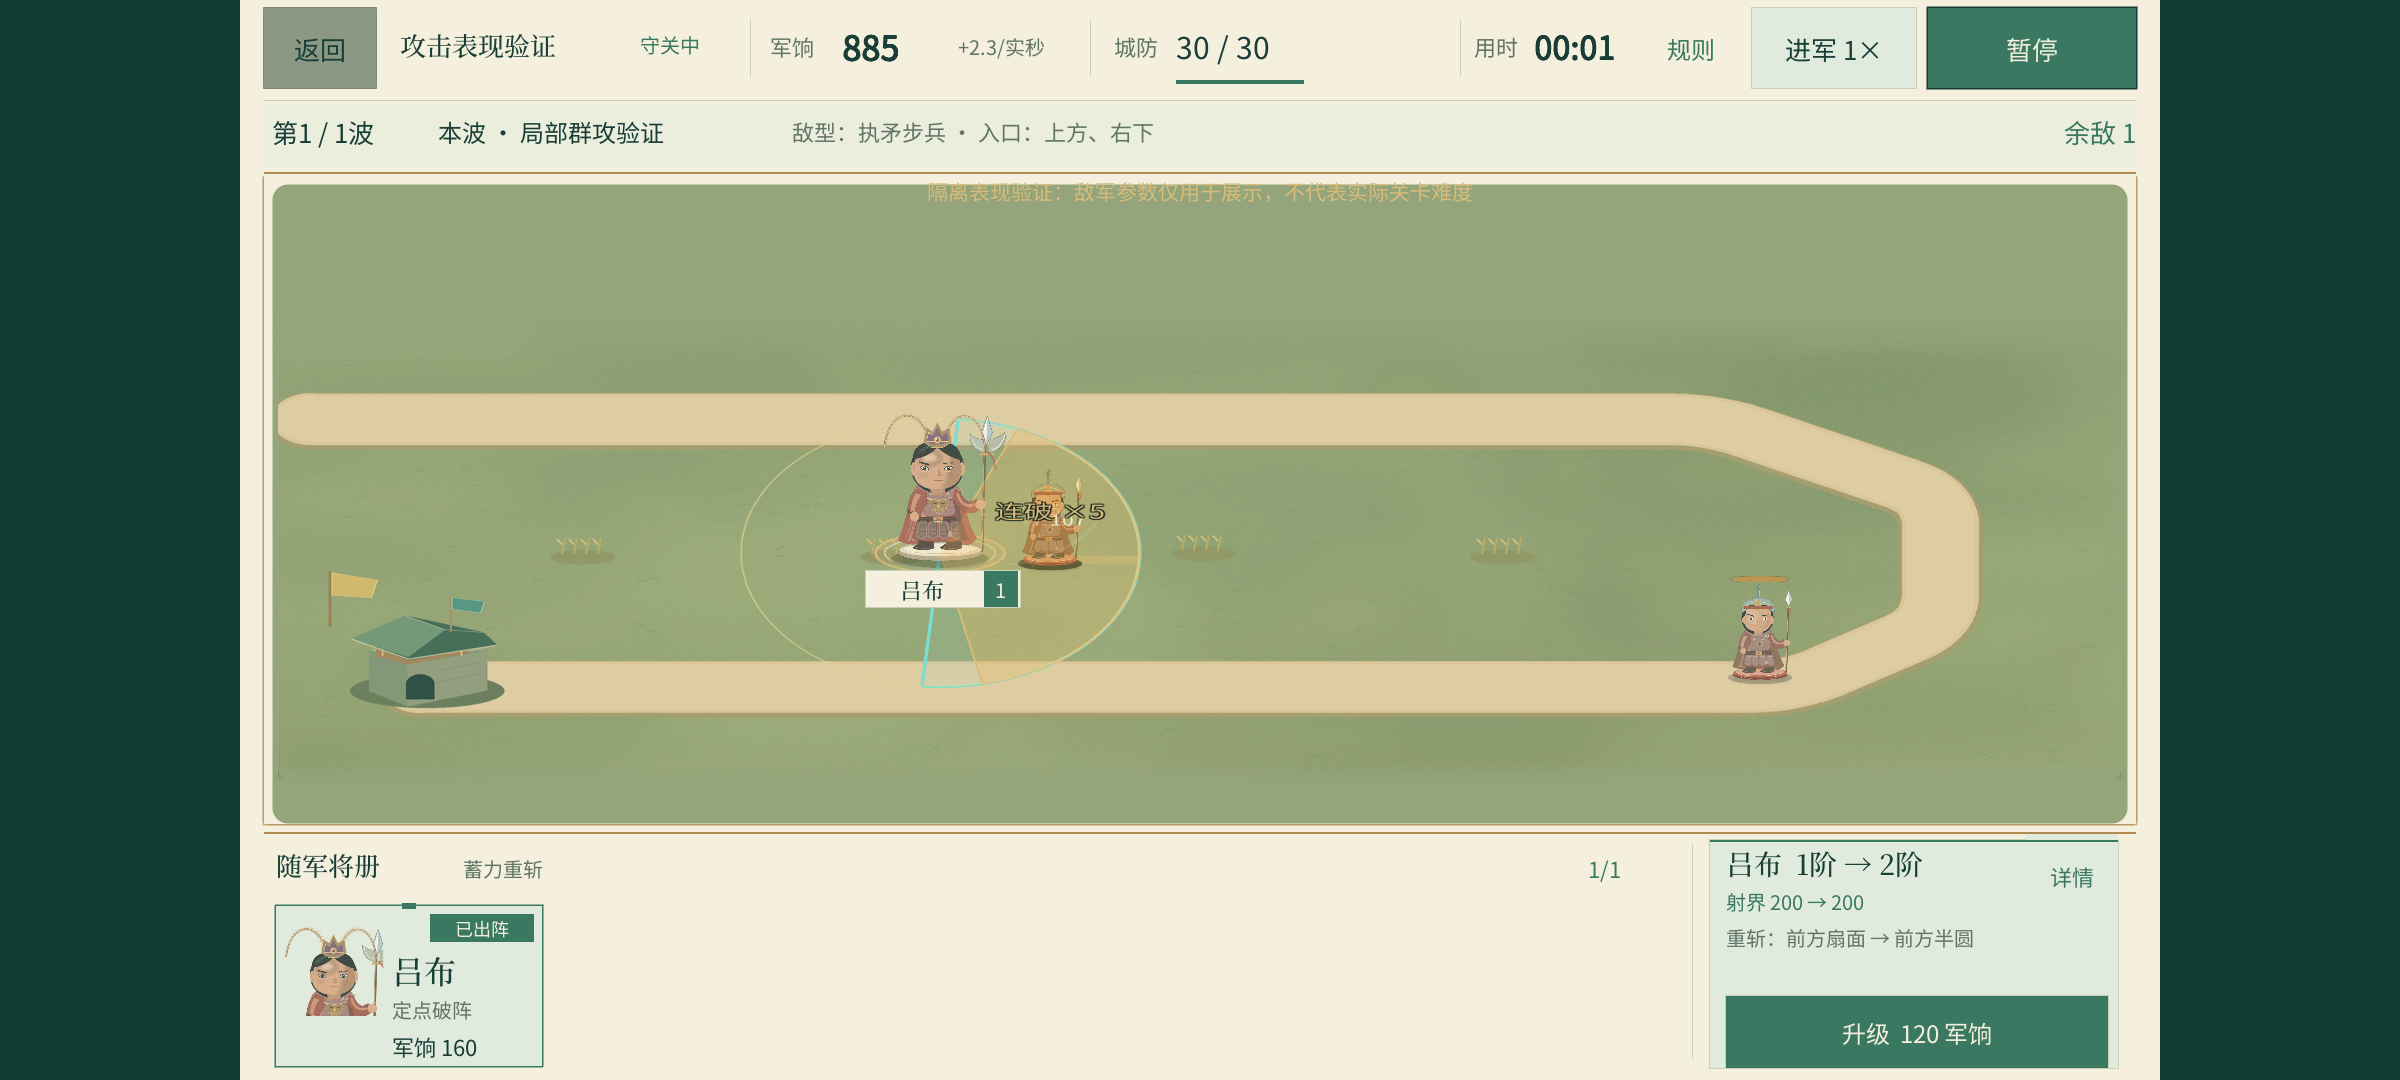 返回
攻击表现验证
守关中
军饷 885 +2.3/实秒
城防 30 / 30
用时 00:01
规则
进军 1×
暂停
第1 / 1波
本波 · 局部群攻验证
敌型：执矛步兵 · 入口：上方、右下
余敌 1
隔离表现验证：敌军参数仅用于展示，不代表实际关卡难度
连破 ×5
吕布 1
随军将册
蓄力重斩
1/1
已出阵
吕布
定点破阵
军饷 160
吕布 1阶 → 2阶
详情
射界 200 → 200
重斩：前方扇面 → 前方半圆
升级 120 军饷